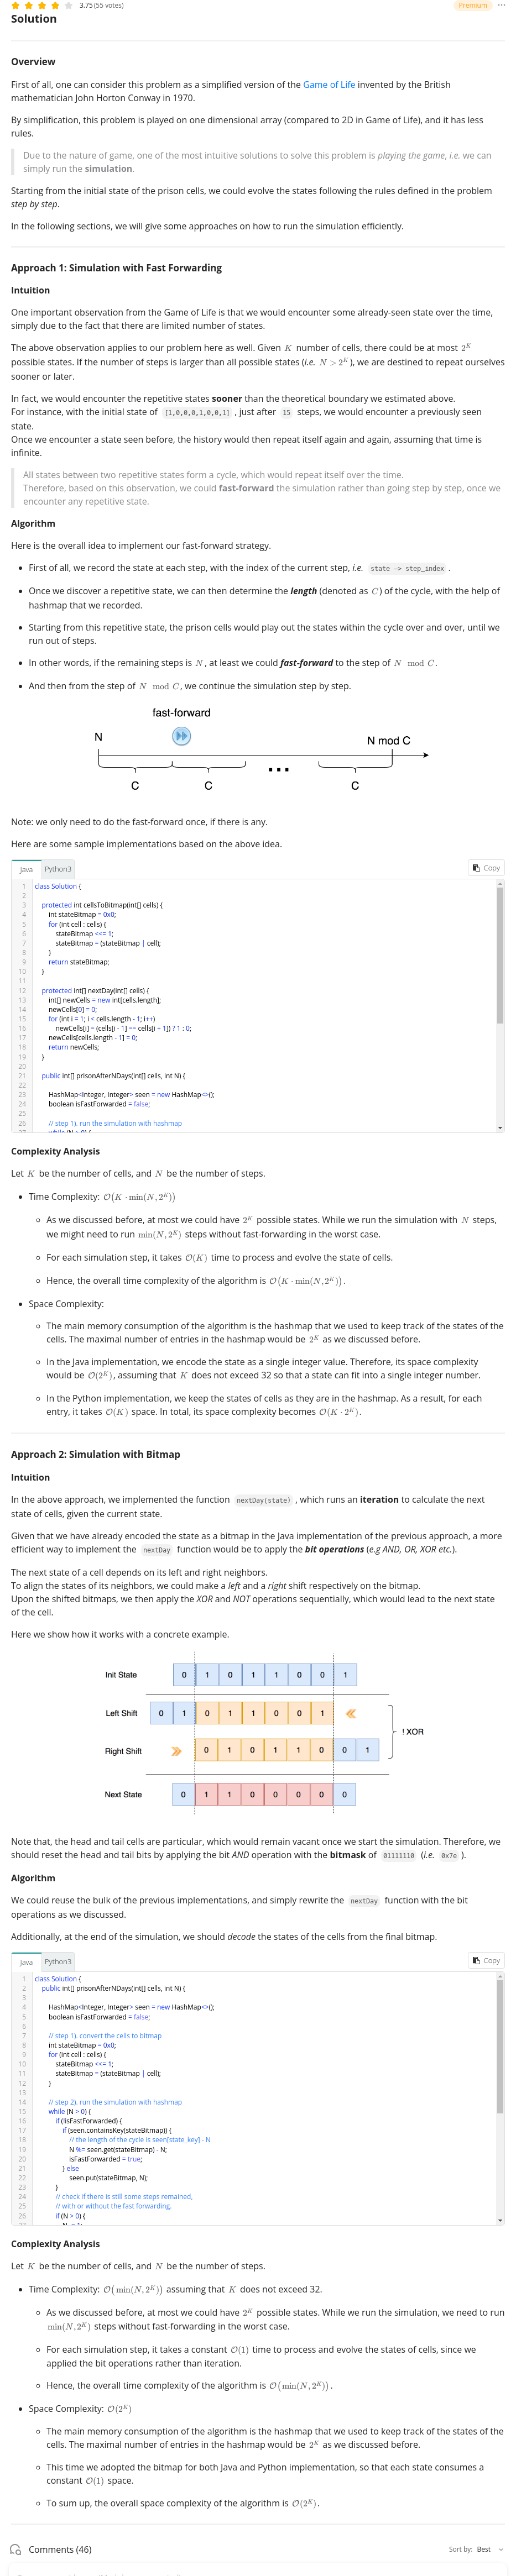 3.75 (55 votes)
Premium
Solution
Overview
First of all, one can consider this problem as a simplified version of the Game of Life invented by the British
mathematician John Horton Conway in 1970.
By simplification, this problem is played on one dimensional array (compared to 2D in Game of Life), and it has less
rules.
Due to the nature of game, one of the most intuitive solutions to solve this problem is playing the game, i.e. we can
simply run the simulation.
Starting from the initial state of the prison cells, we could evolve the states following the rules defined in the problem
step by step.
In the following sections, we will give some approaches on how to run the simulation efficiently.
Approach 1: Simulation with Fast Forwarding
Intuition
One important observation from the Game of Life is that we would encounter some already-seen state over the time,
simply due to the fact that there are limited number of states.
The above observation applies to our problem here as well. Given K number of cells, there could be at most 2^K
possible states. If the number of steps is larger than all possible states (i.e. N > 2^K), we are destined to repeat ourselves
sooner or later.
In fact, we would encounter the repetitive states sooner than the theoretical boundary we estimated above.
For instance, with the initial state of [1,0,0,0,1,0,0,1] , just after 15 steps, we would encounter a previously seen
state.
Once we encounter a state seen before, the history would then repeat itself again and again, assuming that time is
infinite.
All states between two repetitive states form a cycle, which would repeat itself over the time.
Therefore, based on this observation, we could fast-forward the simulation rather than going step by step, once we
encounter any repetitive state.
Algorithm
Here is the overall idea to implement our fast-forward strategy.
• First of all, we record the state at each step, with the index of the current step, i.e. state -> step_index .
• Once we discover a repetitive state, we can then determine the length (denoted as C) of the cycle, with the help of
hashmap that we recorded.
• Starting from this repetitive state, the prison cells would play out the states within the cycle over and over, until we
run out of steps.
• In other words, if the remaining steps is N, at least we could fast-forward to the step of N mod C.
• And then from the step of N mod C, we continue the simulation step by step.
fast-forward
N
N mod C
C C C
Note: we only need to do the fast-forward once, if there is any.
Here are some sample implementations based on the above idea.
Java Python3 Copy
1 class Solution {
2
3 protected int cellsToBitmap(int[] cells) {
4 int stateBitmap = 0x0;
5 for (int cell : cells) {
6 stateBitmap <<= 1;
7 stateBitmap = (stateBitmap | cell);
8 }
9 return stateBitmap;
10 }
11
12 protected int[] nextDay(int[] cells) {
13 int[] newCells = new int[cells.length];
14 newCells[0] = 0;
15 for (int i = 1; i < cells.length - 1; i++)
16 newCells[i] = (cells[i - 1] == cells[i + 1]) ? 1 : 0;
17 newCells[cells.length - 1] = 0;
18 return newCells;
19 }
20
21 public int[] prisonAfterNDays(int[] cells, int N) {
22
23 HashMap<Integer, Integer> seen = new HashMap<>();
24 boolean isFastForwarded = false;
25
26 // step 1). run the simulation with hashmap
27 while (N > 0) {
Complexity Analysis
Let K be the number of cells, and N be the number of steps.
• Time Complexity: O(K · min(N, 2^K))
◦ As we discussed before, at most we could have 2^K possible states. While we run the simulation with N steps,
we might need to run min(N, 2^K) steps without fast-forwarding in the worst case.
◦ For each simulation step, it takes O(K) time to process and evolve the state of cells.
◦ Hence, the overall time complexity of the algorithm is O(K · min(N, 2^K)).
• Space Complexity:
◦ The main memory consumption of the algorithm is the hashmap that we used to keep track of the states of the
cells. The maximal number of entries in the hashmap would be 2^K as we discussed before.
◦ In the Java implementation, we encode the state as a single integer value. Therefore, its space complexity
would be O(2^K), assuming that K does not exceed 32 so that a state can fit into a single integer number.
◦ In the Python implementation, we keep the states of cells as they are in the hashmap. As a result, for each
entry, it takes O(K) space. In total, its space complexity becomes O(K · 2^K).
Approach 2: Simulation with Bitmap
Intuition
In the above approach, we implemented the function nextDay(state) , which runs an iteration to calculate the next
state of cells, given the current state.
Given that we have already encoded the state as a bitmap in the Java implementation of the previous approach, a more
efficient way to implement the nextDay function would be to apply the bit operations (e.g AND, OR, XOR etc.).
The next state of a cell depends on its left and right neighbors.
To align the states of its neighbors, we could make a left and a right shift respectively on the bitmap.
Upon the shifted bitmaps, we then apply the XOR and NOT operations sequentially, which would lead to the next state
of the cell.
Here we show how it works with a concrete example.
Init State 0 1 0 1 1 0 0 1
Left Shift 0 1 0 1 1 0 0 1
! XOR
Right Shift 0 1 0 1 1 0 0 1
Next State 0 1 1 0 0 0 0 0
Note that, the head and tail cells are particular, which would remain vacant once we start the simulation. Therefore, we
should reset the head and tail bits by applying the bit AND operation with the bitmask of 01111110 (i.e. 0x7e ).
Algorithm
We could reuse the bulk of the previous implementations, and simply rewrite the nextDay function with the bit
operations as we discussed.
Additionally, at the end of the simulation, we should decode the states of the cells from the final bitmap.
Java Python3 Copy
1 class Solution {
2 public int[] prisonAfterNDays(int[] cells, int N) {
3
4 HashMap<Integer, Integer> seen = new HashMap<>();
5 boolean isFastForwarded = false;
6
7 // step 1). convert the cells to bitmap
8 int stateBitmap = 0x0;
9 for (int cell : cells) {
10 stateBitmap <<= 1;
11 stateBitmap = (stateBitmap | cell);
12 }
13
14 // step 2). run the simulation with hashmap
15 while (N > 0) {
16 if (!isFastForwarded) {
17 if (seen.containsKey(stateBitmap)) {
18 // the length of the cycle is seen[state_key] - N
19 N %= seen.get(stateBitmap) - N;
20 isFastForwarded = true;
21 } else
22 seen.put(stateBitmap, N);
23 }
24 // check if there is still some steps remained,
25 // with or without the fast forwarding.
26 if (N > 0) {
27 N -= 1;
Complexity Analysis
Let K be the number of cells, and N be the number of steps.
• Time Complexity: O(min(N, 2^K)) assuming that K does not exceed 32.
◦ As we discussed before, at most we could have 2^K possible states. While we run the simulation, we need to run
min(N, 2^K) steps without fast-forwarding in the worst case.
◦ For each simulation step, it takes a constant O(1) time to process and evolve the states of cells, since we
applied the bit operations rather than iteration.
◦ Hence, the overall time complexity of the algorithm is O(min(N, 2^K)).
• Space Complexity: O(2^K)
◦ The main memory consumption of the algorithm is the hashmap that we used to keep track of the states of the
cells. The maximal number of entries in the hashmap would be 2^K as we discussed before.
◦ This time we adopted the bitmap for both Java and Python implementation, so that each state consumes a
constant O(1) space.
◦ To sum up, the overall space complexity of the algorithm is O(2^K).
Comments (46)
Sort by: Best